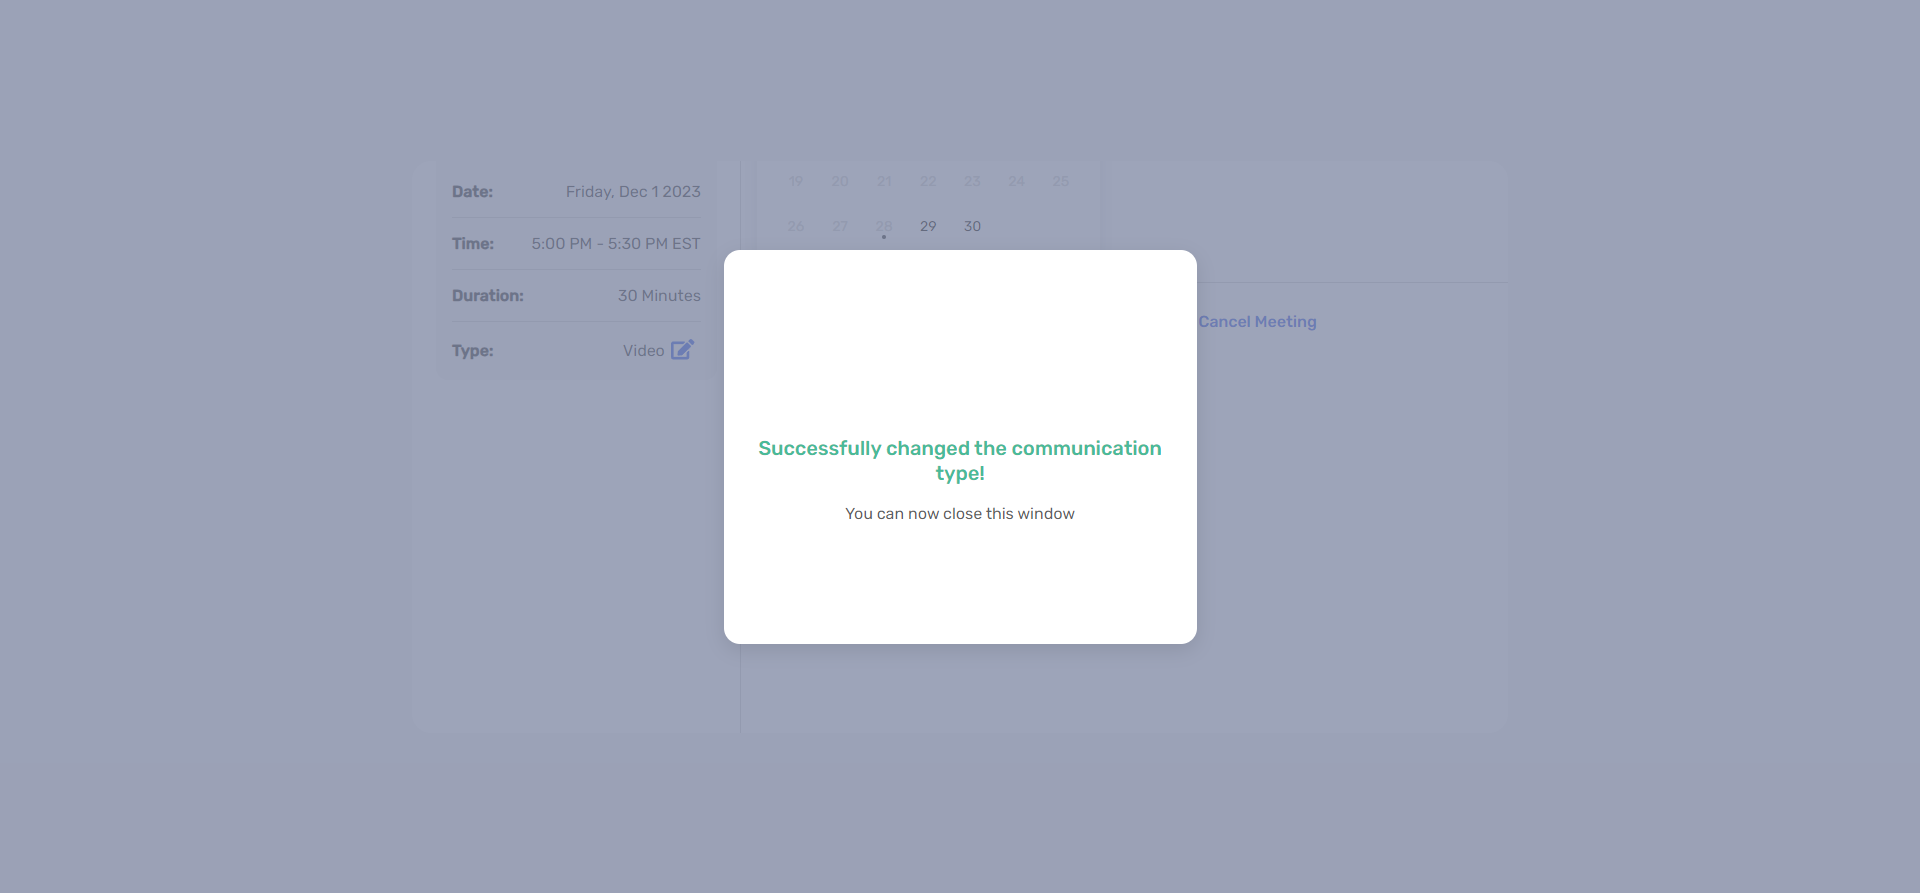 Date: Friday, Dec 1 2023
Time: 5:00 PM - 5:30 PM EST
Duration: 30 Minutes
Type: Video
19 20 21 22 23 24 25
26 27 28 29 30
Cancel Meeting
Successfully changed the communication
type!
You can now close this window